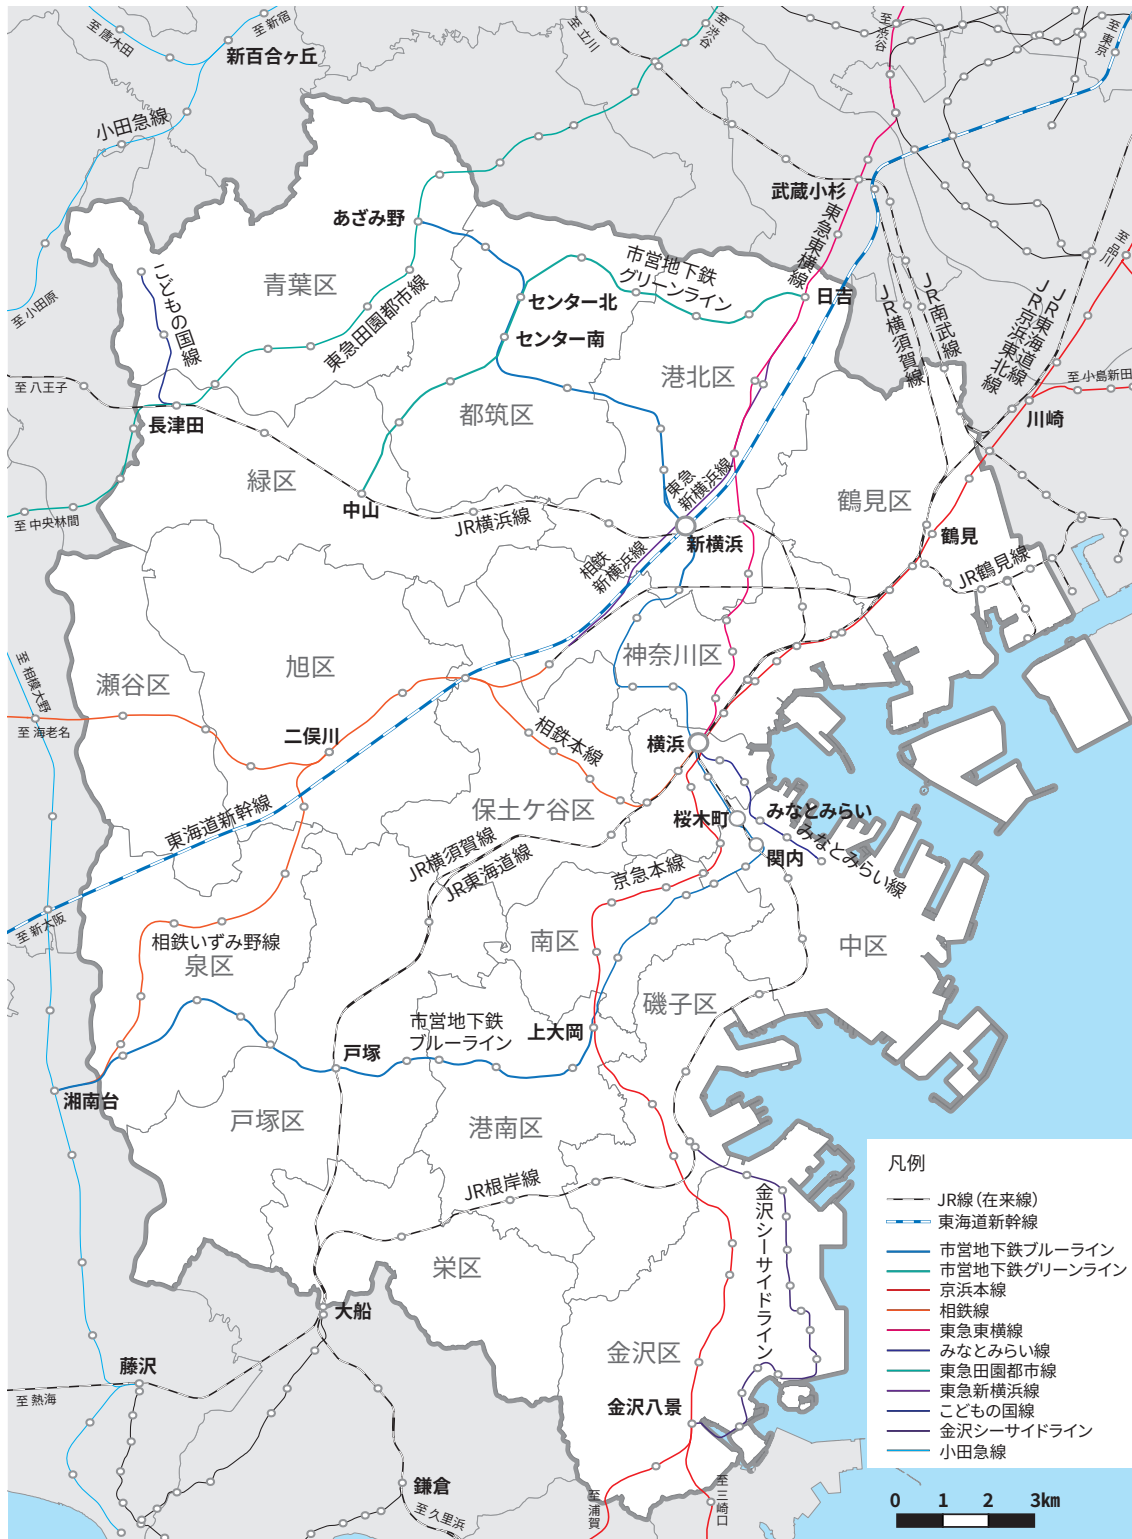 至 新宿
至 唐木田
新百合ヶ丘
至 立川
至 渋谷
至 渋谷
至 東京
小田急線
武蔵小杉
東急東横線
あざみ野
市営地下鉄
グリーンライン
至 品川
こどもの国線
青葉区
センター北
日吉
JR南武線
JR横須賀線
JR東海道線
JR京浜東北線
至 小田原
東急田園都市線
センター南
港北区
至 八王子
至 小島新田
長津田
都筑区
川崎
緑区
東急
新横浜線
鶴見区
中山
JR横浜線
至 中央林間
新横浜
鶴見
相鉄
新横浜線
JR鶴見線
神奈川区
旭区
瀬谷区
至 相模大野
至 海老名
二俣川
相鉄本線
横浜
保土ケ谷区
桜木町
みなとみらい
東海道新幹線
みなとみらい線
関内
JR横須賀線
JR東海道線
京急本線
至 新大阪
相鉄いずみ野線
泉区
南区
中区
磯子区
市営地下鉄
ブルーライン
上大岡
戸塚
湘南台
戸塚区
港南区
JR根岸線
金沢シーサイドライン
栄区
大船
金沢区
藤沢
至 熱海
金沢八景
鎌倉
至 久里浜
至 浦賀
至 三崎口
凡例
JR線（在来線）
東海道新幹線
市営地下鉄ブルーライン
市営地下鉄グリーンライン
京浜本線
相鉄線
東急東横線
みなとみらい線
東急田園都市線
東急新横浜線
こどもの国線
金沢シーサイドライン
小田急線
0 1 2 3km